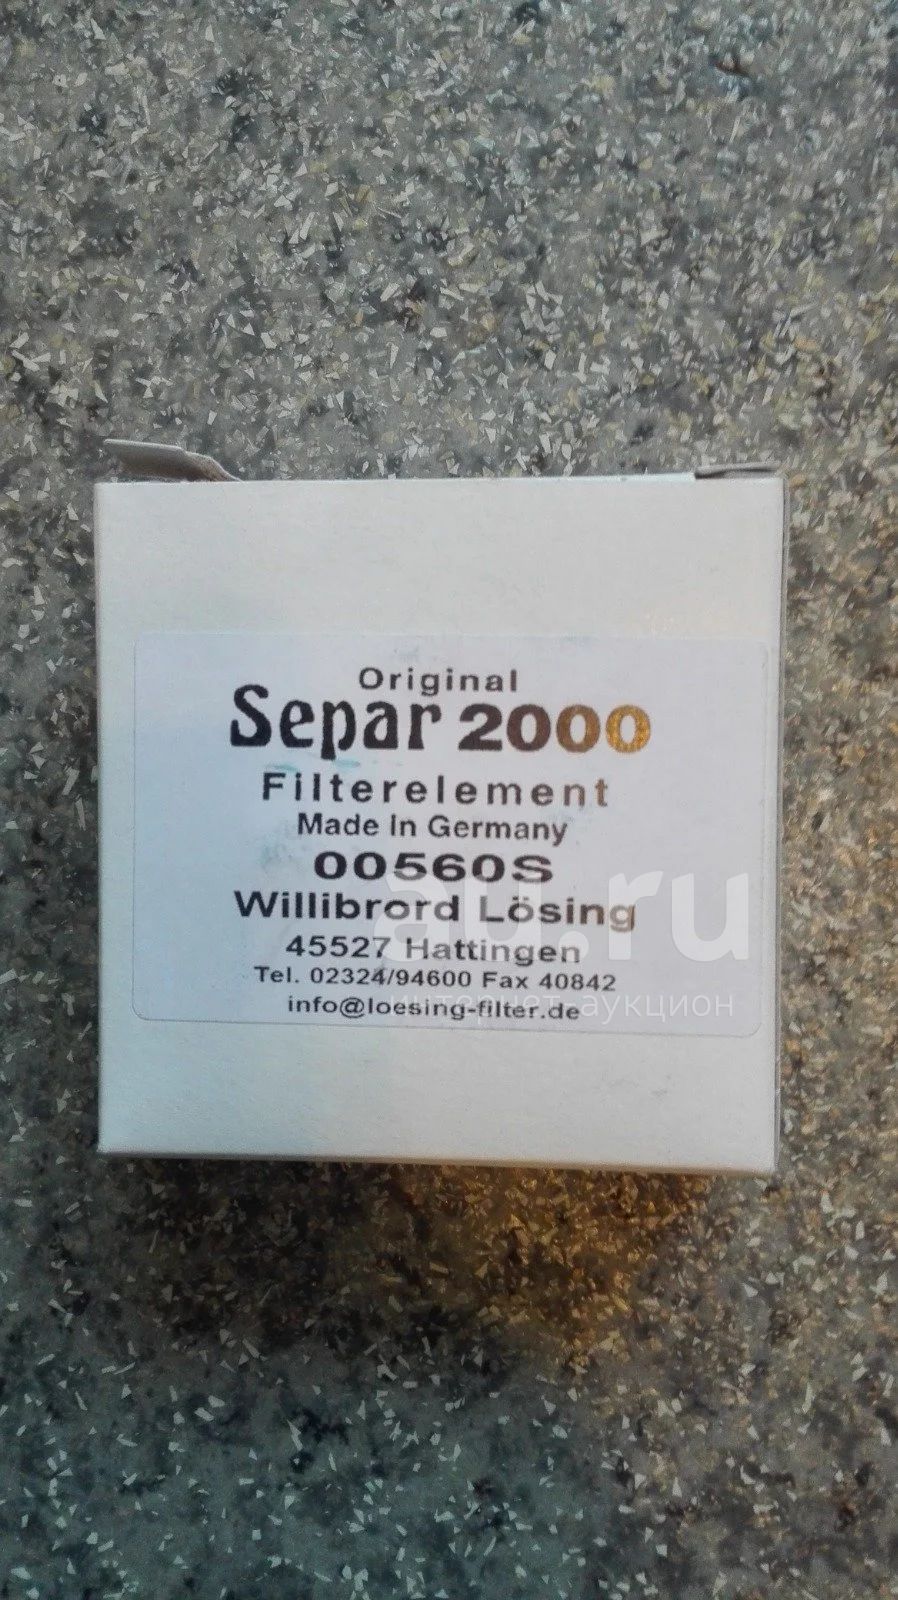 Original
Separ 2000
Filterelement
Made in Germany
00560S
Willibrord Lösing
45527 Hattingen
Tel. 02324/94600 Fax 40842
info@loesing-filter.de
au.ru
интернет-аукцион